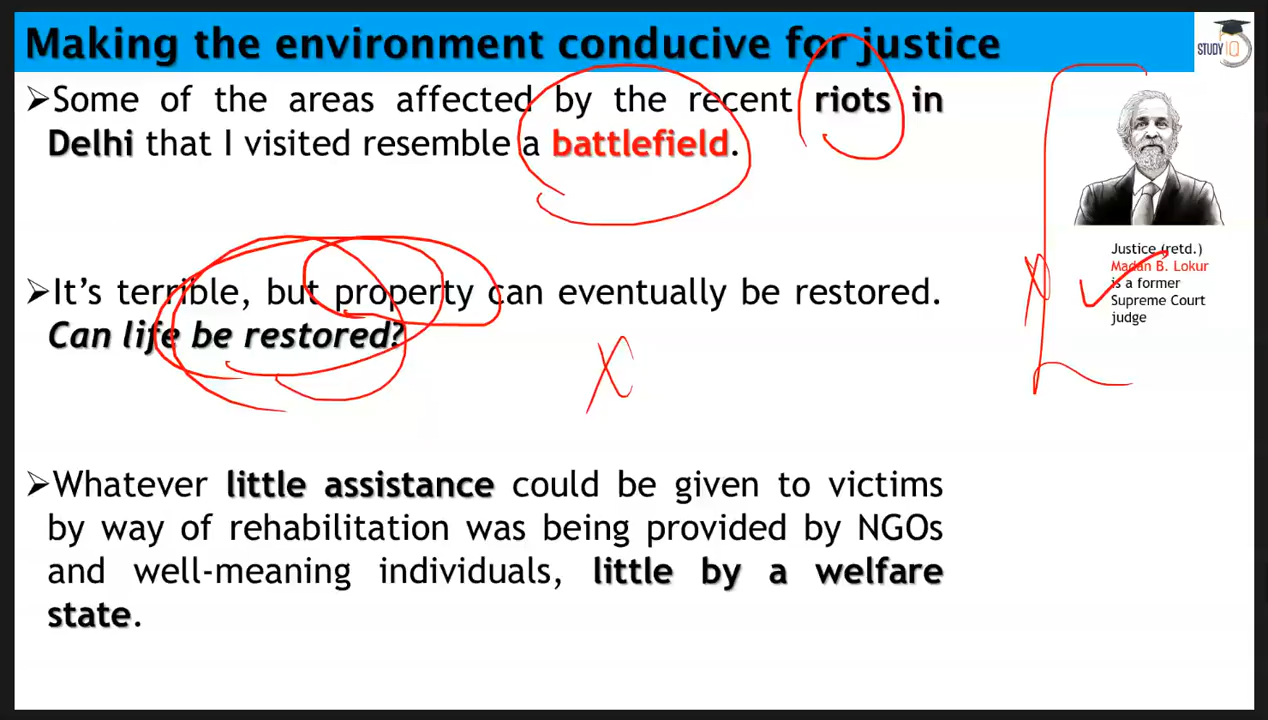 Making the environment conducive for justice
STUDY IQ
➢Some of the areas affected by the recent riots in
Delhi that I visited resemble a battlefield.
➢It’s terrible, but property can eventually be restored.
Can life be restored?
➢Whatever little assistance could be given to victims
by way of rehabilitation was being provided by NGOs
and well-meaning individuals, little by a welfare
state.
Justice (retd.)
Madan B. Lokur
is a former
Supreme Court
judge